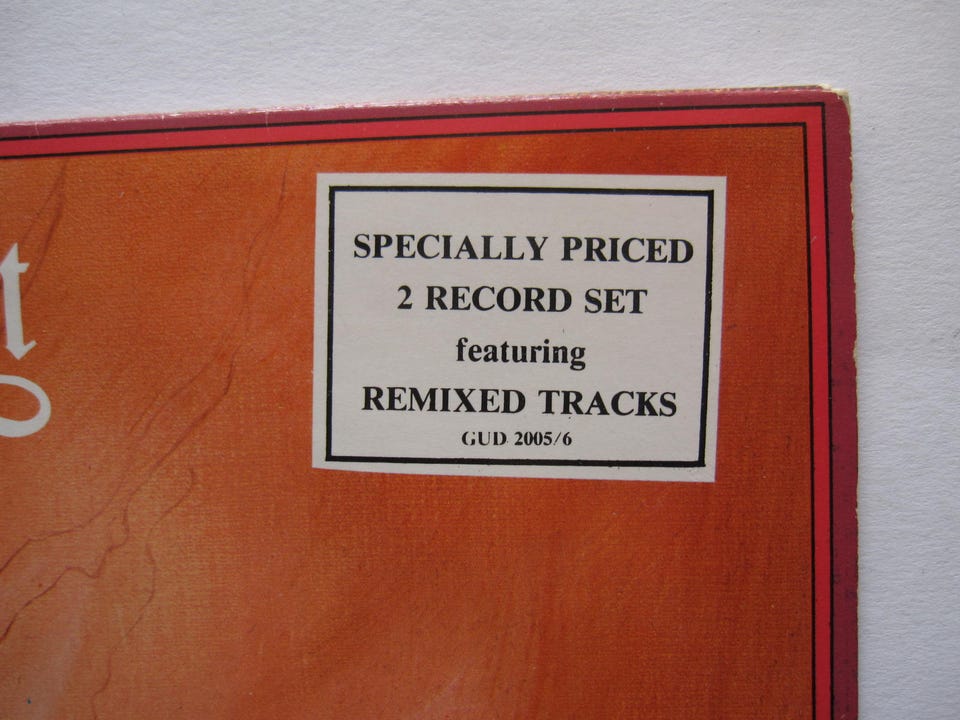 t
SPECIALLY PRICED
2 RECORD SET
featuring
REMIXED TRACKS
GUD 2005/6